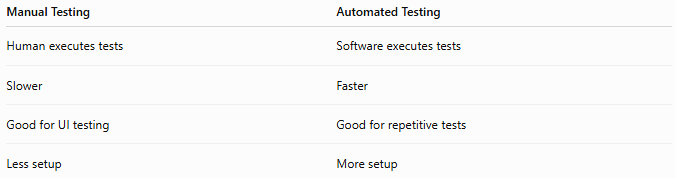 Manual Testing Automated Testing
Human executes tests Software executes tests
Slower Faster
Good for UI testing Good for repetitive tests
Less setup More setup